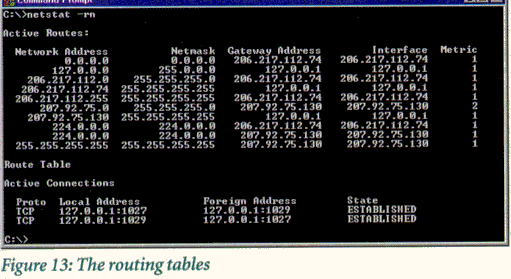 Command Prompt
C:\>netstat -rn
Active Routes:
Network Address Netmask Gateway Address Interface Metric
0.0.0.0 0.0.0.0 206.217.112.74 206.217.112.74 1
127.0.0.0 255.0.0.0 127.0.0.1 127.0.0.1 1
206.217.112.0 255.255.255.0 206.217.112.74 206.217.112.74 1
206.217.112.74 255.255.255.255 127.0.0.1 127.0.0.1 1
206.217.112.255 255.255.255.255 206.217.112.74 206.217.112.74 1
207.92.75.0 255.255.255.0 207.92.75.130 207.92.75.130 2
207.92.75.130 255.255.255.255 127.0.0.1 127.0.0.1 1
224.0.0.0 224.0.0.0 206.217.112.74 206.217.112.74 1
224.0.0.0 224.0.0.0 207.92.75.130 207.92.75.130 1
255.255.255.255 255.255.255.255 207.92.75.130 207.92.75.130 1
Route Table
Active Connections
Proto Local Address Foreign Address State
TCP 127.0.0.1:1027 127.0.0.1:1029 ESTABLISHED
TCP 127.0.0.1:1029 127.0.0.1:1027 ESTABLISHED
C:\>
Figure 13: The routing tables